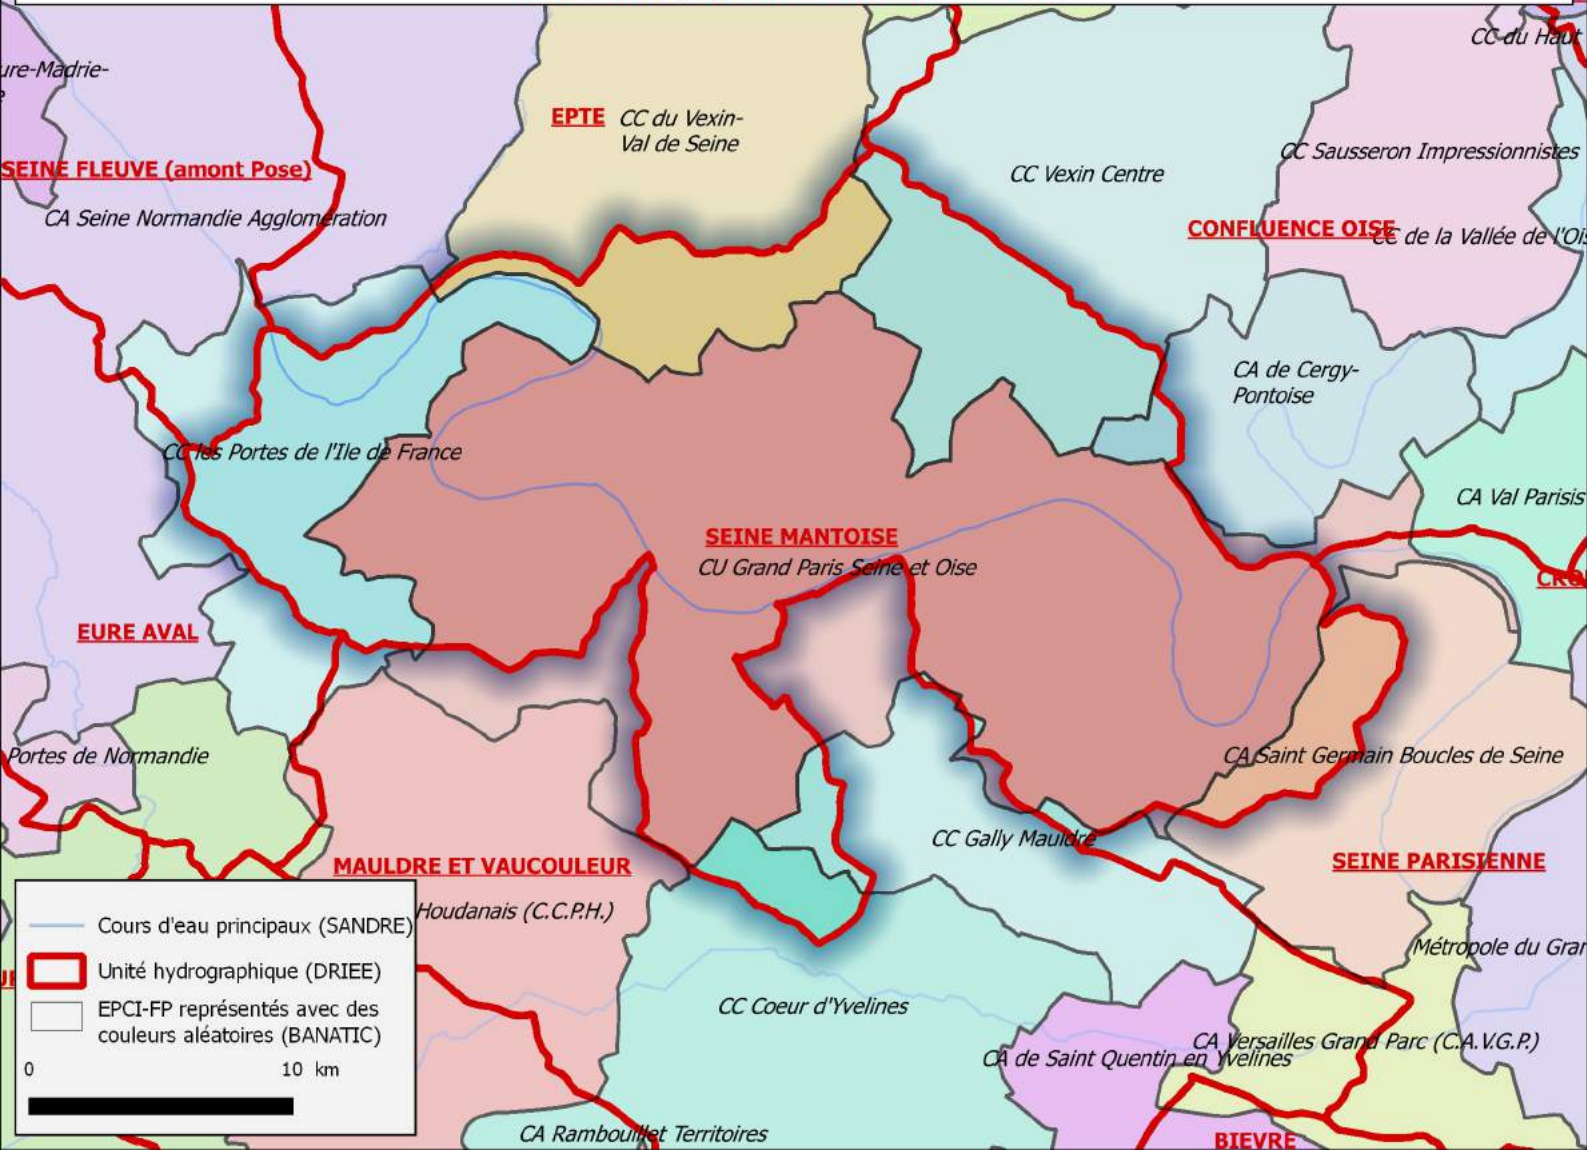 CC du Haut
ure-Madrie-
EPTE
CC du Vexin-
Val de Seine
CC Sausseron Impressionnistes
SEINE FLEUVE (amont Pose)
CC Vexin Centre
CA Seine Normandie Agglomération
CONFLUENCE OISE
CC de la Vallée de l'Ois
CA de Cergy-
Pontoise
CC les Portes de l'Ile de France
CA Val Parisis
SEINE MANTOISE
CU Grand Paris Seine et Oise
CRO
EURE AVAL
Portes de Normandie
CA Saint Germain Boucles de Seine
CC Gally Mauldre
MAULDRE ET VAUCOULEUR
SEINE PARISIENNE
Houdanais (C.C.P.H.)
Métropole du Gran
CC Coeur d'Yvelines
CA Versailles Grand Parc (C.A.V.G.P.)
CA de Saint Quentin en Yvelines
CA Rambouillet Territoires
BIEVRE
Cours d'eau principaux (SANDRE)
Unité hydrographique (DRIEE)
EPCI-FP représentés avec des
couleurs aléatoires (BANATIC)
0 10 km